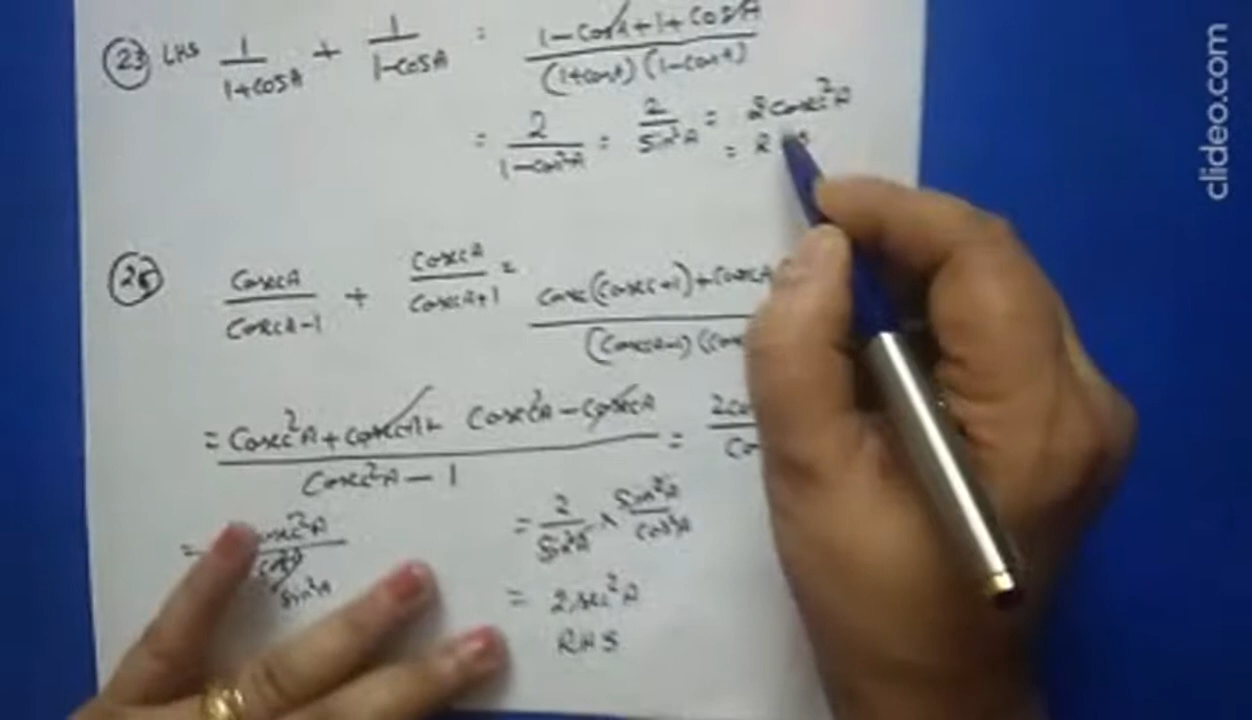 (23) LHS 1/(1+cosA) + 1/(1-cosA) = (1-cosA+1+cosA)/((1+cosA)(1-cosA))
= 2/(1-cos²A) = 2/sin²A = 2cosec²A
= RHS
(25) cosecA/(cosecA-1) + cosecA/(cosecA+1) =
= (cosec²A+cosecA+ cosec²A-cosecA)/(cosec²A-1) =
= 2/sin²A × sin²A/cos²A
= 2sec²A
RHS
clideo.com